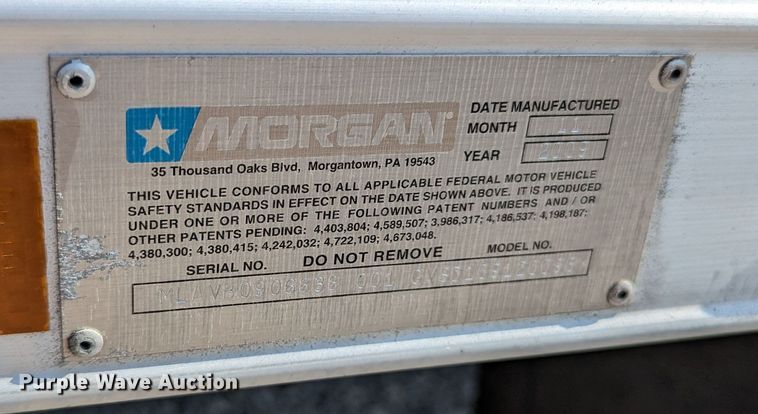 MORGAN®
35 Thousand Oaks Blvd, Morgantown, PA 19543
DATE MANUFACTURED
MONTH
YEAR 2009
THIS VEHICLE CONFORMS TO ALL APPLICABLE FEDERAL MOTOR VEHICLE
SAFETY STANDARDS IN EFFECT ON THE DATE SHOWN ABOVE. IT IS PRODUCED
UNDER ONE OR MORE OF THE FOLLOWING PATENT NUMBERS AND / OR
OTHER PATENTS PENDING: 4,403,804; 4,589,507; 3,986,317; 4,186,537; 4,198,187;
4,380,300; 4,380,415; 4,242,032; 4,722,109; 4,673,048.
SERIAL NO. DO NOT REMOVE MODEL NO.
001
Purple Wave Auction